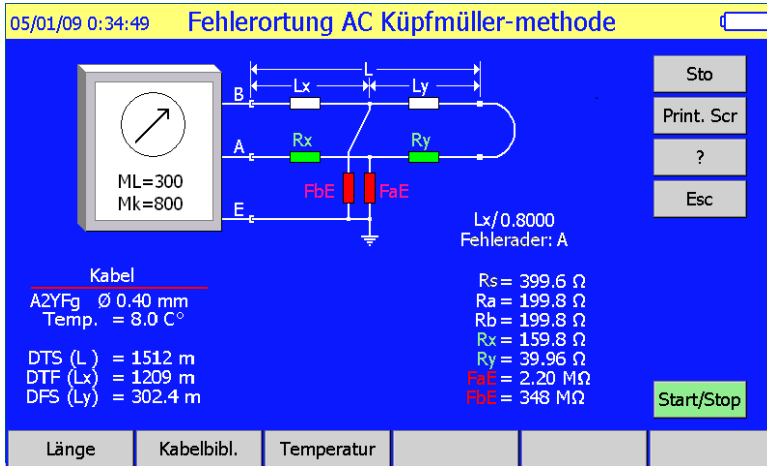 05/01/09 0:34:49 Fehlerortung AC Küpfmüller-methode
L
Lx Ly
B
Rx Ry
A
ML=300
Mk=800
FbE FaE
E
Lx/0.8000
Fehlerader: A
Kabel
A2YFg Ø 0.40 mm
Temp. = 8.0 C°
DTS (L ) = 1512 m
DTF (Lx) = 1209 m
DFS (Ly) = 302.4 m
Rs = 399.6 Ω
Ra = 199.8 Ω
Rb = 199.8 Ω
Rx = 159.8 Ω
Ry = 39.96 Ω
FaE = 2.20 MΩ
FbE = 348 MΩ
Sto
Print. Scr
?
Esc
Start/Stop
Länge Kabelbibl. Temperatur